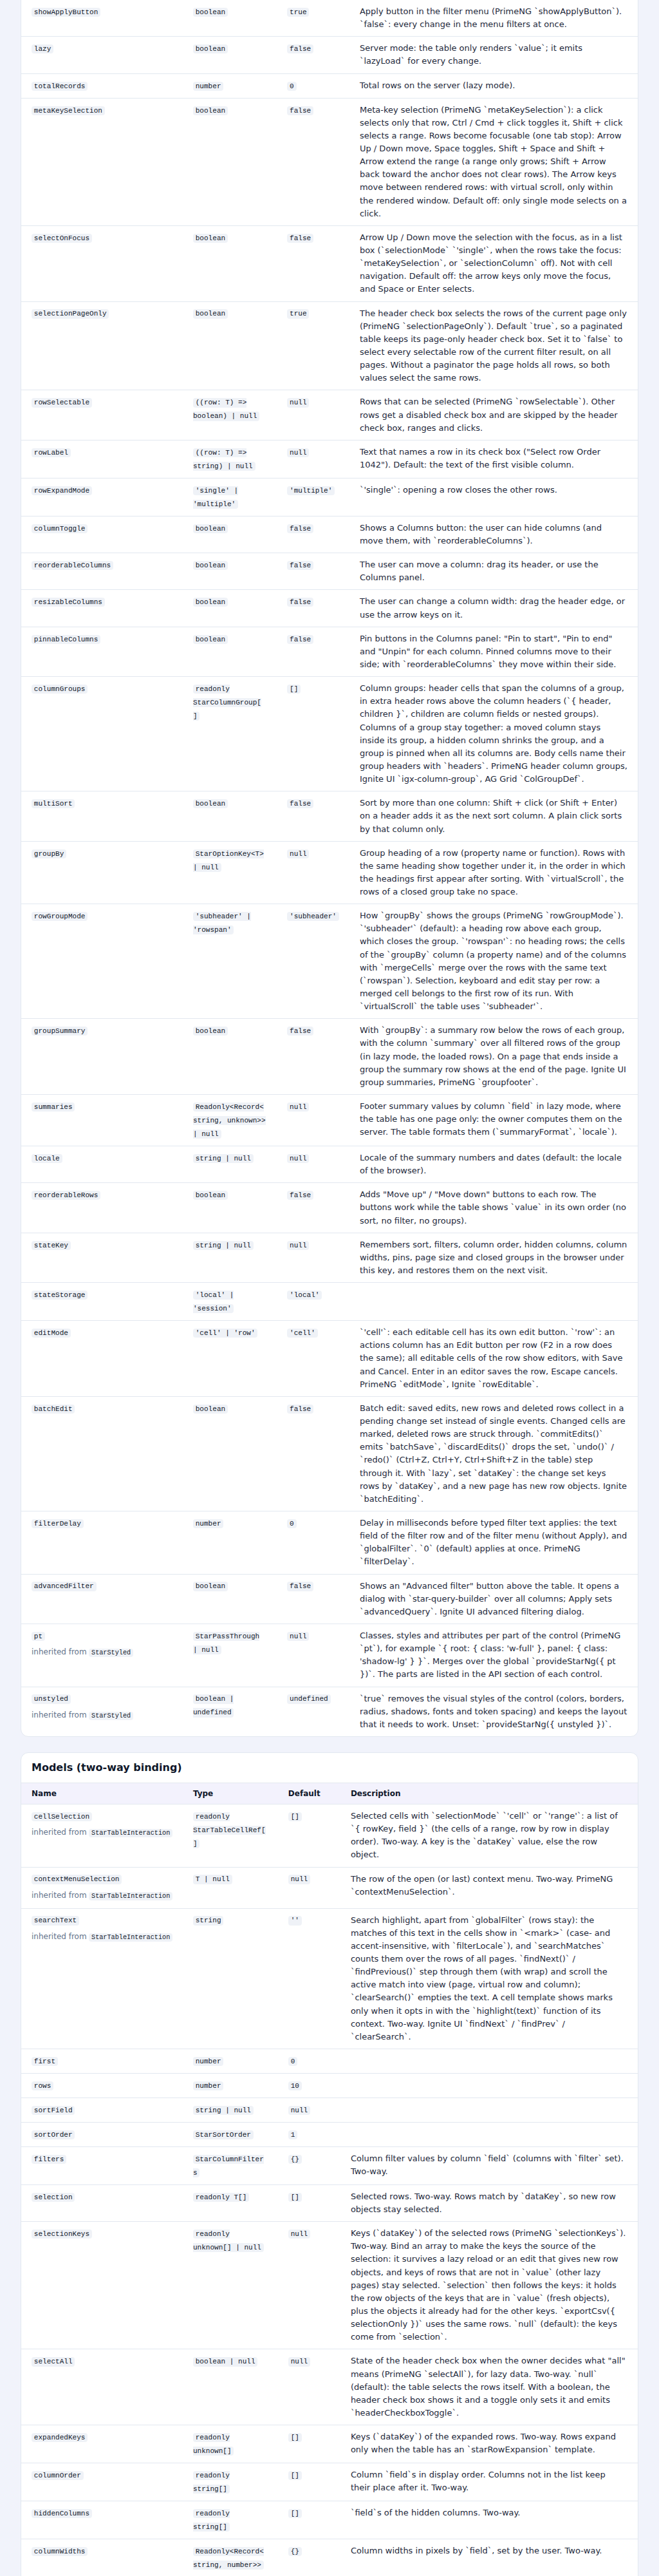 showApplyButton boolean true Apply button in the filter menu (PrimeNG `showApplyButton`).
`false`: every change in the menu filters at once.
lazy boolean false Server mode: the table only renders `value`; it emits
`lazyLoad` for every change.
totalRecords number 0 Total rows on the server (lazy mode).
metaKeySelection boolean false Meta-key selection (PrimeNG `metaKeySelection`): a click
selects only that row, Ctrl / Cmd + click toggles it, Shift + click
selects a range. Rows become focusable (one tab stop): Arrow
Up / Down move, Space toggles, Shift + Space and Shift +
Arrow extend the range (a range only grows; Shift + Arrow
back toward the anchor does not clear rows). The Arrow keys
move between rendered rows: with virtual scroll, only within
the rendered window. Default off: only single mode selects on a
click.
selectOnFocus boolean false Arrow Up / Down move the selection with the focus, as in a list
box (`selectionMode` `'single'`, when the rows take the focus:
`metaKeySelection`, or `selectionColumn` off). Not with cell
navigation. Default off: the arrow keys only move the focus,
and Space or Enter selects.
selectionPageOnly boolean true The header check box selects the rows of the current page only
(PrimeNG `selectionPageOnly`). Default `true`, so a paginated
table keeps its page-only header check box. Set it to `false` to
select every selectable row of the current filter result, on all
pages. Without a paginator the page holds all rows, so both
values select the same rows.
rowSelectable ((row: T) => null Rows that can be selected (PrimeNG `rowSelectable`). Other
boolean) | null rows get a disabled check box and are skipped by the header
check box, ranges and clicks.
rowLabel ((row: T) => null Text that names a row in its check box ("Select row Order
string) | null 1042"). Default: the text of the first visible column.
rowExpandMode 'single' | 'multiple' `'single'`: opening a row closes the other rows.
'multiple'
columnToggle boolean false Shows a Columns button: the user can hide columns (and
move them, with `reorderableColumns`).
reorderableColumns boolean false The user can move a column: drag its header, or use the
Columns panel.
resizableColumns boolean false The user can change a column width: drag the header edge, or
use the arrow keys on it.
pinnableColumns boolean false Pin buttons in the Columns panel: "Pin to start", "Pin to end"
and "Unpin" for each column. Pinned columns move to their
side; with `reorderableColumns` they move within their side.
columnGroups readonly [] Column groups: header cells that span the columns of a group,
StarColumnGroup[ in extra header rows above the column headers (`{ header,
] children }`, children are column fields or nested groups).
Columns of a group stay together: a moved column stays
inside its group, a hidden column shrinks the group, and a
group is pinned when all its columns are. Body cells name their
group headers with `headers`. PrimeNG header column groups,
Ignite UI `igx-column-group`, AG Grid `ColGroupDef`.
multiSort boolean false Sort by more than one column: Shift + click (or Shift + Enter)
on a header adds it as the next sort column. A plain click sorts
by that column only.
groupBy StarOptionKey<T> null Group heading of a row (property name or function). Rows with
| null the same heading show together under it, in the order in which
the headings first appear after sorting. With `virtualScroll`, the
rows of a closed group take no space.
rowGroupMode 'subheader' | 'subheader' How `groupBy` shows the groups (PrimeNG `rowGroupMode`).
'rowspan' `'subheader'` (default): a heading row above each group,
which closes the group. `'rowspan'`: no heading rows; the cells
of the `groupBy` column (a property name) and of the columns
with `mergeCells` merge over the rows with the same text
(`rowspan`). Selection, keyboard and edit stay per row: a
merged cell belongs to the first row of its run. With
`virtualScroll` the table uses `'subheader'`.
groupSummary boolean false With `groupBy`: a summary row below the rows of each group,
with the column `summary` over all filtered rows of the group
(in lazy mode, the loaded rows). On a page that ends inside a
group the summary row shows at the end of the page. Ignite UI
group summaries, PrimeNG `groupfooter`.
summaries Readonly<Record< null Footer summary values by column `field` in lazy mode, where
string, unknown>> the table has one page only: the owner computes them on the
| null server. The table formats them (`summaryFormat`, `locale`).
locale string | null null Locale of the summary numbers and dates (default: the locale
of the browser).
reorderableRows boolean false Adds "Move up" / "Move down" buttons to each row. The
buttons work while the table shows `value` in its own order (no
sort, no filter, no groups).
stateKey string | null null Remembers sort, filters, column order, hidden columns, column
widths, pins, page size and closed groups in the browser under
this key, and restores them on the next visit.
stateStorage 'local' | 'local'
'session'
editMode 'cell' | 'row' 'cell' `'cell'`: each editable cell has its own edit button. `'row'`: an
actions column has an Edit button per row (F2 in a row does
the same); all editable cells of the row show editors, with Save
and Cancel. Enter in an editor saves the row, Escape cancels.
PrimeNG `editMode`, Ignite `rowEditable`.
batchEdit boolean false Batch edit: saved edits, new rows and deleted rows collect in a
pending change set instead of single events. Changed cells are
marked, deleted rows are struck through. `commitEdits()`
emits `batchSave`, `discardEdits()` drops the set, `undo()` /
`redo()` (Ctrl+Z, Ctrl+Y, Ctrl+Shift+Z in the table) step
through it. With `lazy`, set `dataKey`: the change set keys
rows by `dataKey`, and a new page has new row objects. Ignite
`batchEditing`.
filterDelay number 0 Delay in milliseconds before typed filter text applies: the text
field of the filter row and of the filter menu (without Apply), and
`globalFilter`. `0` (default) applies at once. PrimeNG
`filterDelay`.
advancedFilter boolean false Shows an "Advanced filter" button above the table. It opens a
dialog with `star-query-builder` over all columns; Apply sets
`advancedQuery`. Ignite UI advanced filtering dialog.
pt StarPassThrough null Classes, styles and attributes per part of the control (PrimeNG
inherited from StarStyled | null `pt`), for example `{ root: { class: 'w-full' }, panel: { class:
'shadow-lg' } }`. Merges over the global `provideStarNg({ pt
})`. The parts are listed in the API section of each control.
unstyled boolean | undefined `true` removes the visual styles of the control (colors, borders,
inherited from StarStyled undefined radius, shadows, fonts and token spacing) and keeps the layout
that it needs to work. Unset: `provideStarNg({ unstyled })`.
Models (two-way binding)
Name Type Default Description
cellSelection readonly [] Selected cells with `selectionMode` `'cell'` or `'range'`: a list of
inherited from StarTableInteraction StarTableCellRef[ `{ rowKey, field }` (the cells of a range, row by row in display
] order). Two-way. A key is the `dataKey` value, else the row
object.
contextMenuSelection T | null null The row of the open (or last) context menu. Two-way. PrimeNG
inherited from StarTableInteraction `contextMenuSelection`.
searchText string '' Search highlight, apart from `globalFilter` (rows stay): the
inherited from StarTableInteraction matches of this text in the cells show in `<mark>` (case- and
accent-insensitive, with `filterLocale`), and `searchMatches`
counts them over the rows of all pages. `findNext()` /
`findPrevious()` step through them (with wrap) and scroll the
active match into view (page, virtual row and column);
`clearSearch()` empties the text. A cell template shows marks
only when it opts in with the `highlight(text)` function of its
context. Two-way. Ignite UI `findNext` / `findPrev` /
`clearSearch`.
first number 0
rows number 10
sortField string | null null
sortOrder StarSortOrder 1
filters StarColumnFilter {} Column filter values by column `field` (columns with `filter` set).
s Two-way.
selection readonly T[] [] Selected rows. Two-way. Rows match by `dataKey`, so new row
objects stay selected.
selectionKeys readonly null Keys (`dataKey`) of the selected rows (PrimeNG `selectionKeys`).
unknown[] | null Two-way. Bind an array to make the keys the source of the
selection: it survives a lazy reload or an edit that gives new row
objects, and keys of rows that are not in `value` (other lazy
pages) stay selected. `selection` then follows the keys: it holds
the row objects of the keys that are in `value` (fresh objects),
plus the objects it already had for the other keys. `exportCsv({
selectionOnly })` uses the same rows. `null` (default): the keys
come from `selection`.
selectAll boolean | null null State of the header check box when the owner decides what "all"
means (PrimeNG `selectAll`), for lazy data. Two-way. `null`
(default): the table selects the rows itself. With a boolean, the
header check box shows it and a toggle only sets it and emits
`headerCheckboxToggle`.
expandedKeys readonly [] Keys (`dataKey`) of the expanded rows. Two-way. Rows expand
unknown[] only when the table has an `starRowExpansion` template.
columnOrder readonly [] Column `field`s in display order. Columns not in the list keep
string[] their place after it. Two-way.
hiddenColumns readonly [] `field`s of the hidden columns. Two-way.
string[]
columnWidths Readonly<Record< {} Column widths in pixels by `field`, set by the user. Two-way.
string, number>>